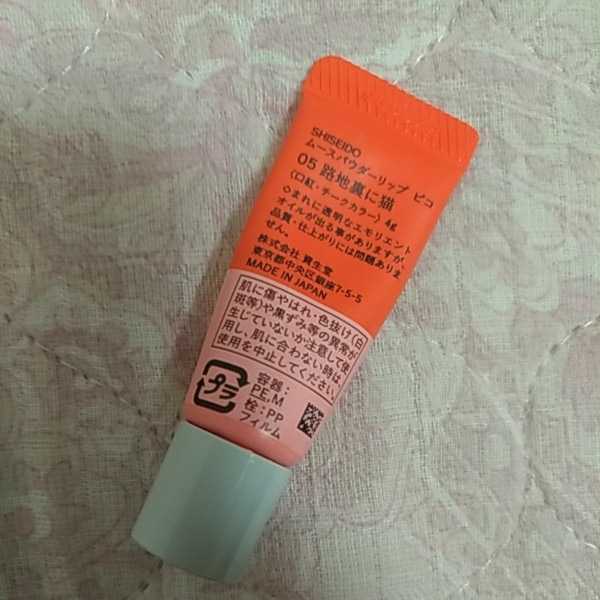 SHISEIDO
ムースパウダーリップ ピコ
05 路地裏に猫
〈口紅・チークカラー〉4g
◇まれに透明なエモリエント
オイルが出る事がありますが
品質・仕上がりには問題ありま
せん。
株式会社 資生堂
東京都中央区銀座7-5-5
MADE IN JAPAN
肌に傷やはれ・色抜け(白
斑等)や黒ずみ等の異常が
生じていないか注意して使
用し、肌に合わない時は、
使用を中止してください。
プラ
容器：
PE,M
栓：PP
フィルム